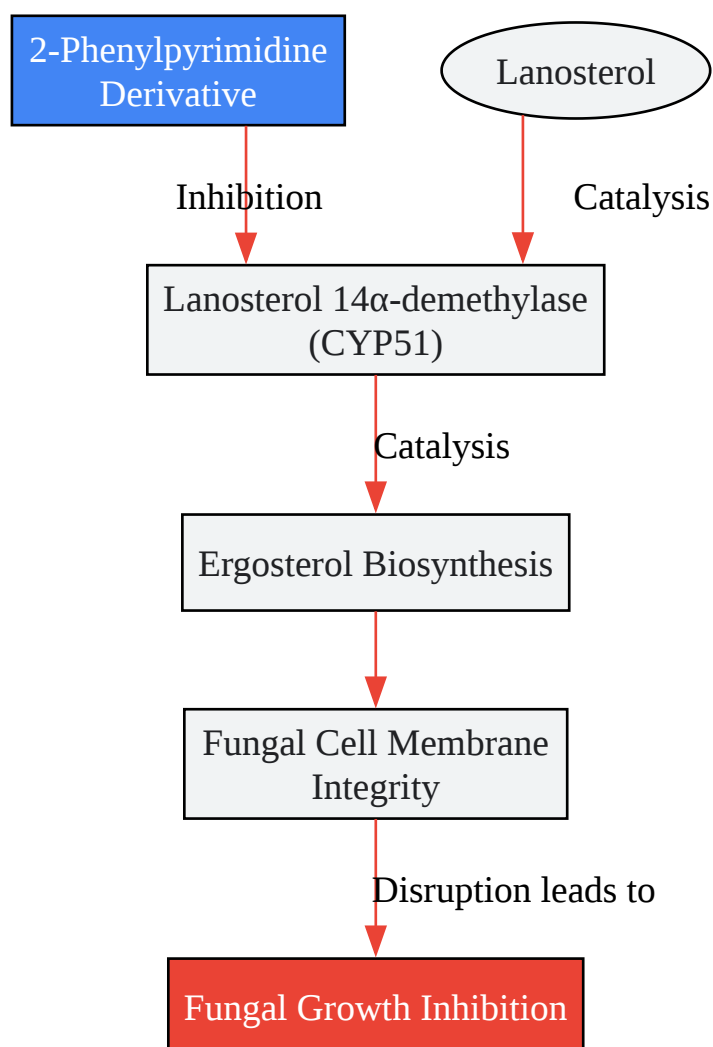 2-Phenylpyrimidine
Derivative
Lanosterol
Inhibition
Catalysis
Lanosterol 14α-demethylase
(CYP51)
Catalysis
Ergosterol Biosynthesis
Fungal Cell Membrane
Integrity
Disruption leads to
Fungal Growth Inhibition